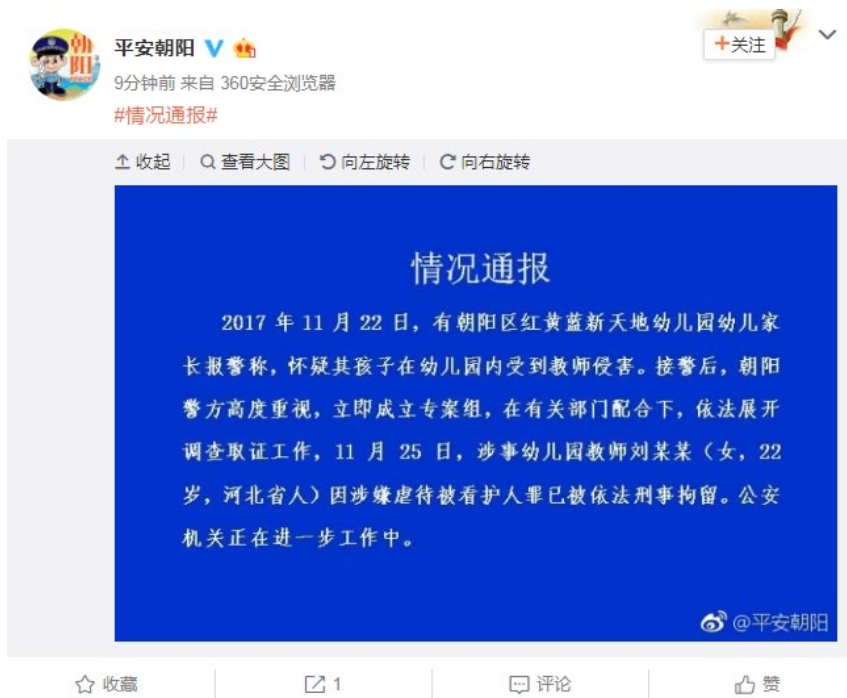 平安朝阳
+关注
9分钟前 来自 360安全浏览器
#情况通报#
收起 查看大图 向左旋转 向右旋转
情况通报
2017 年 11 月 22 日，有朝阳区红黄蓝新天地幼儿园幼儿家
长报警称，怀疑其孩子在幼儿园内受到教师侵害。接警后，朝阳
警方高度重视，立即成立专案组，在有关部门配合下，依法展开
调查取证工作，11 月 25 日，涉事幼儿园教师刘某某（女，22
岁，河北省人）因涉嫌虐待被看护人罪已被依法刑事拘留。公安
机关正在进一步工作中。
@平安朝阳
收藏 1 评论 赞